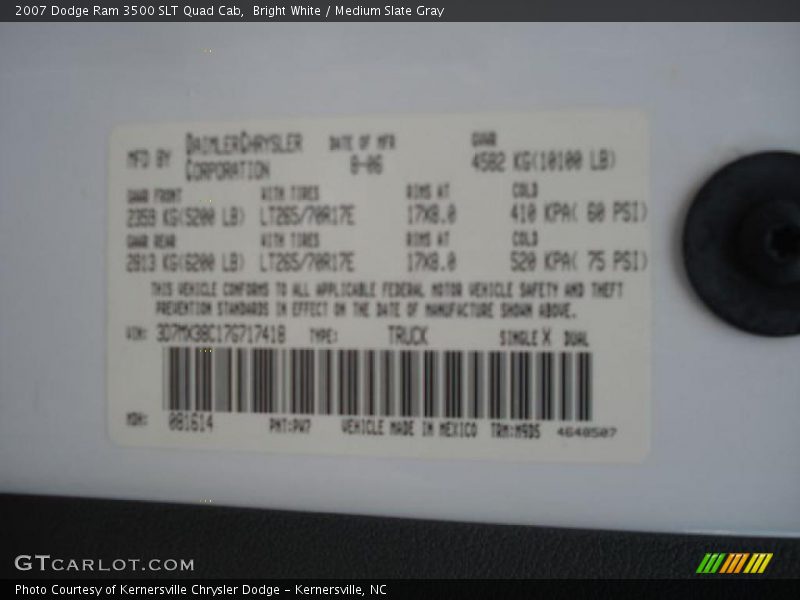 2007 Dodge Ram 3500 SLT Quad Cab,  Bright White / Medium Slate Gray
MFD BY DAIMLERCHRYSLER CORPORATION DATE OF MFR 8-06 GVWR 4582 KG(10100 LB)
GAWR FRONT WITH TIRES RIMS AT COLD
2359 KG(5200 LB) LT265/70R17E 17X8.0 410 KPA( 60 PSI)
GAWR REAR WITH TIRES RIMS AT COLD
2813 KG(6200 LB) LT265/70R17E 17X8.0 520 KPA( 75 PSI)
THIS VEHICLE CONFORMS TO ALL APPLICABLE FEDERAL MOTOR VEHICLE SAFETY AND THEFT
PREVENTION STANDARDS IN EFFECT ON THE DATE OF MANUFACTURE SHOWN ABOVE.
VIN: 3D7MX38C17G717418 TYPE: TRUCK SINGLE X DUAL
MDH: 081614 PNT:PW7 VEHICLE MADE IN MEXICO TRM:M9D5 4640507
GTCARLOT.COM
Photo Courtesy of Kernersville Chrysler Dodge – Kernersville, NC